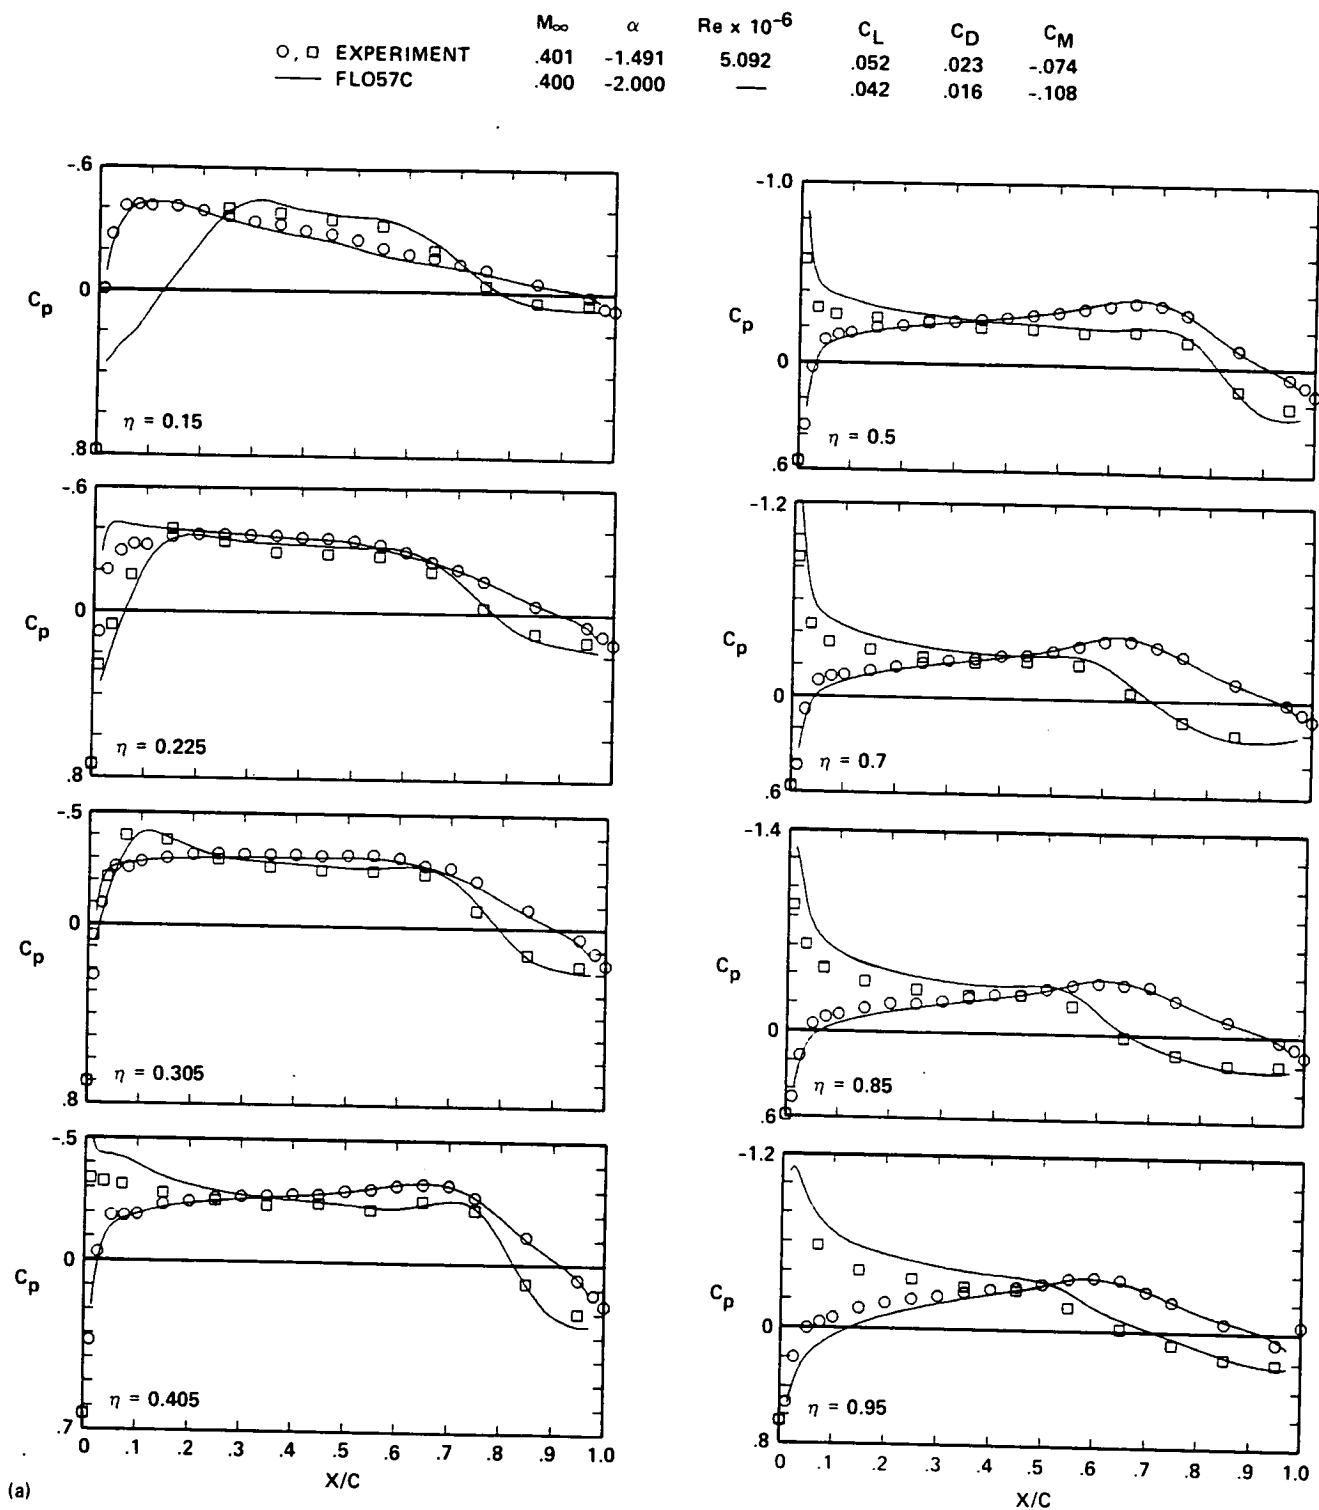 M∞ α Re x 10⁻⁶ C_L C_D C_M
○, □ EXPERIMENT .401 -1.491 5.092 .052 .023 -.074
— FLO57C .400 -2.000 — .042 .016 -.108
-.6
0
C_p
η = 0.15
.8
-.6
0
C_p
η = 0.225
.8
-.5
0
C_p
η = 0.305
.8
-.5
0
C_p
η = 0.405
.7
0 .1 .2 .3 .4 .5 .6 .7 .8 .9 1.0
X/C
(a)
-1.0
C_p
0
η = 0.5
.6
-1.2
C_p
0
η = 0.7
.6
-1.4
C_p
0
η = 0.85
.6
-1.2
C_p
0
η = 0.95
.8
0 .1 .2 .3 .4 .5 .6 .7 .8 .9 1.0
X/C